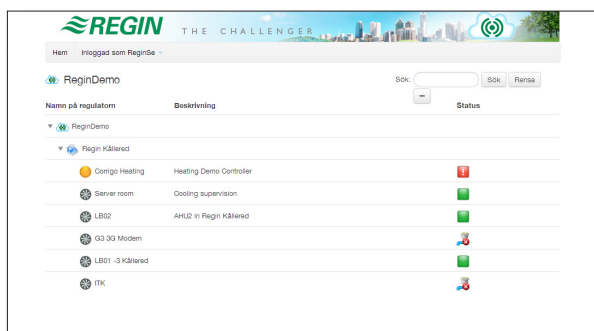 REGIN THE CHALLENGER
Hem Inloggad som ReginSe
ReginDemo Sök: Sök Rensa
Namn på regulatorn Beskrivning Status
ReginDemo
Regin Kållered
Corrigo Heating Heating Demo Controller
Server room Cooling supervision
LB02 AHU2 in Regin Kållered
G3 3G Modem
LB01 -3 Kållered
ITK